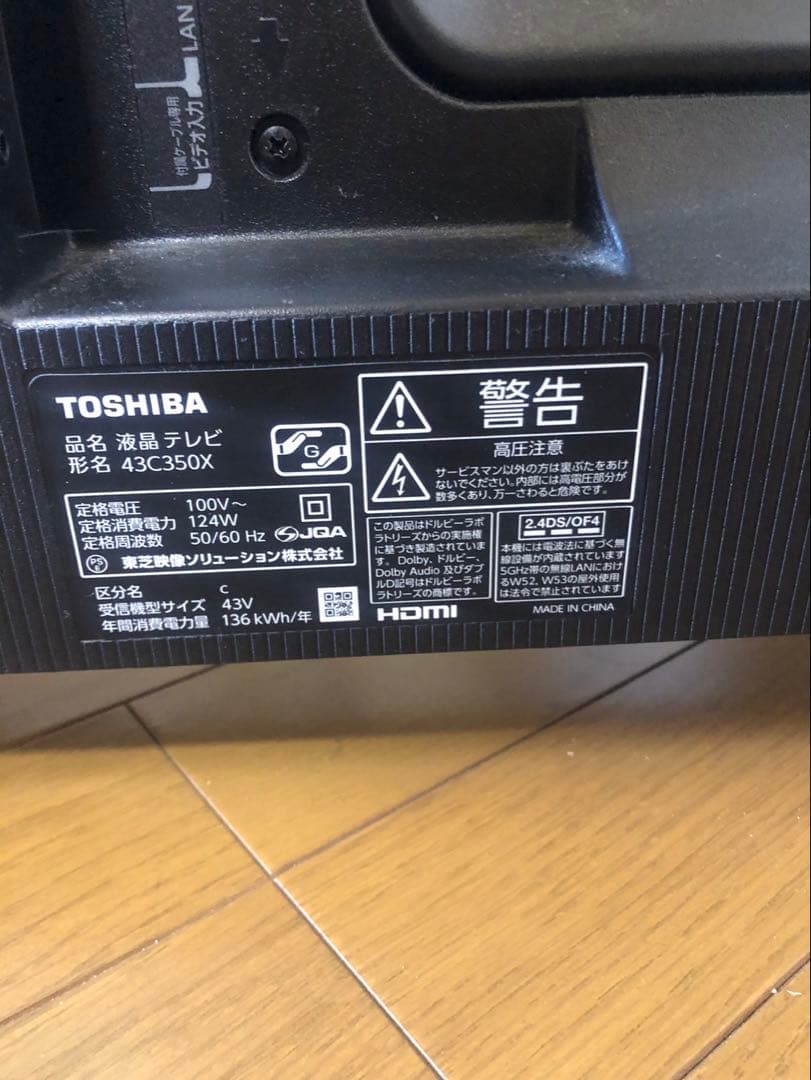 LAN
付属ケーブル専用
ビデオ入力
TOSHIBA
品名 液晶テレビ
形名 43C350X
G
定格電圧 100V~
定格消費電力 124W
定格周波数 50/60 Hz
JQA
PS
東芝映像ソリューション株式会社
区分名 C
受信機型サイズ 43V
年間消費電力量 136 kWh/年
警告
高圧注意
サービスマン以外の方は裏ぶたをあけ
ないでください。内部には高電圧部分が
数多くあり、万一さわると危険です。
この製品はドルビーラボ
ラトリーズからの実施権
に基づき製造されていま
す。Dolby、ドルビー、
Dolby Audio 及びダブ
ルD記号はドルビーラボ
ラトリーズの商標です。
HDMI
2.4DS/OF4
本機には電波法に基づく無
線設備が内蔵されています
5GHz帯の無線LANにおけ
るW52, W53の屋外使用
は法令で禁止されています
MADE IN CHINA